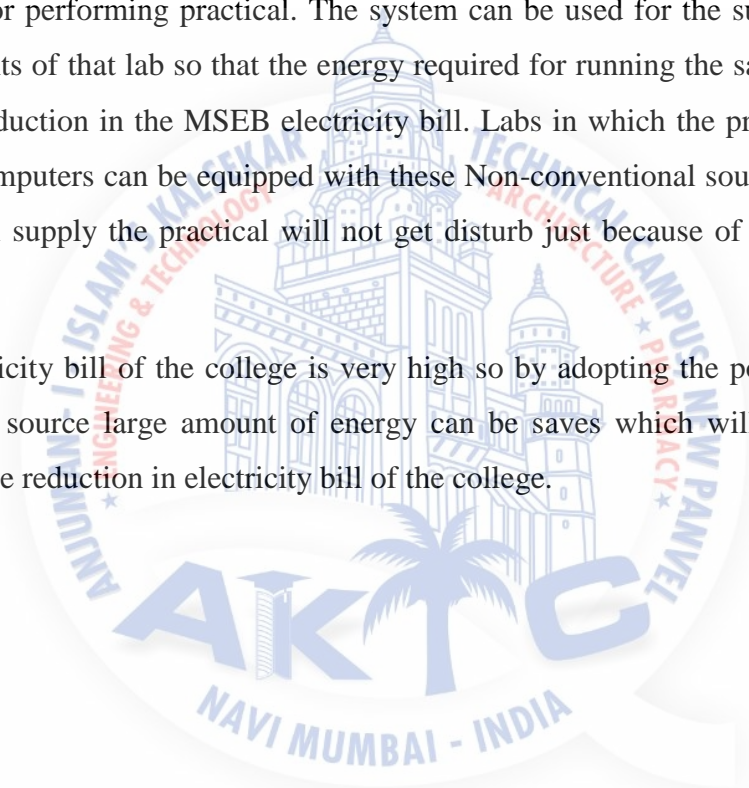 or performing practical. The system can be used for the su
ts of that lab so that the energy required for running the sa
duction in the MSEB electricity bill. Labs in which the pr
mputers can be equipped with these Non-conventional sou
supply the practical will not get disturb just because of
icity bill of the college is very high so by adopting the po
source large amount of energy can be saves which wil
e reduction in electricity bill of the college.
ANJUMAN - I ISLAM'S KALSEKAR TECHNICAL CAMPUS NEW PANVEL
★ ENGINEERING & TECHNOLOGY ARCHITECTURE ★ PHARMACY ★
AKTC
NAVI MUMBAI - INDIA